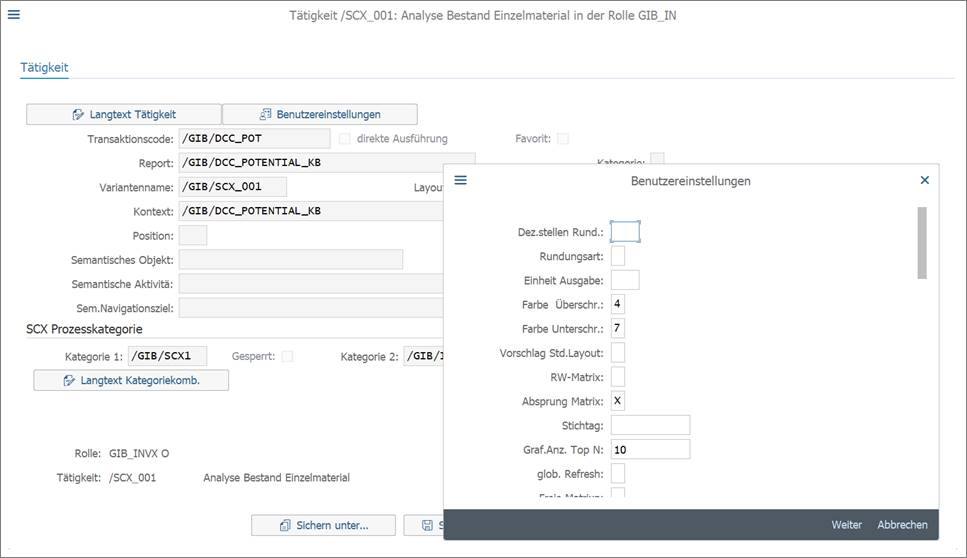 Tätigkeit /SCX_001: Analyse Bestand Einzelmaterial in der Rolle GIB_IN
Tätigkeit
Langtext Tätigkeit Benutzereinstellungen
Transaktionscode: /GIB/DCC_POT direkte Ausführung Favorit:
Report: /GIB/DCC_POTENTIAL_KB Kategorie:
Variantenname: /GIB/SCX_001 Layou
Kontext: /GIB/DCC_POTENTIAL_KB
Position:
Semantisches Objekt:
Semantische Aktivitä:
Sem.Navigationsziel:
SCX Prozesskategorie
Kategorie 1: /GIB/SCX1 Gesperrt: Kategorie 2: /GIB/
Langtext Kategoriekomb.
Rolle: GIB_INVX O
Tätigkeit: /SCX_001 Analyse Bestand Einzelmaterial
Sichern unter... S
Benutzereinstellungen
Dez.stellen Rund.:
Rundungsart:
Einheit Ausgabe:
Farbe Überschr.: 4
Farbe Unterschr.: 7
Vorschlag Std.Layout:
RW-Matrix:
Absprung Matrix: X
Stichtag:
Graf.Anz. Top N: 10
glob. Refresh:
Weiter Abbrechen